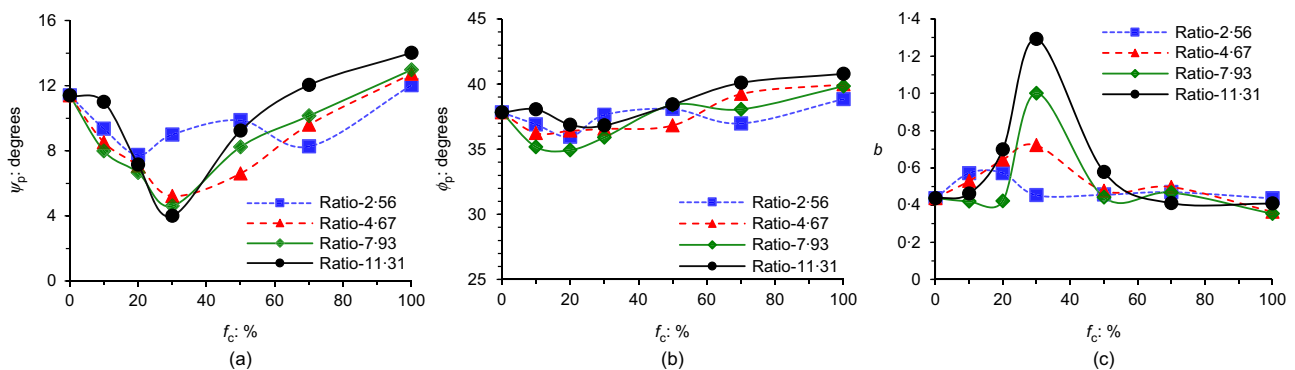 16
12
8
4
0
ψp: degrees
0 20 40 60 80 100
fc: %
(a)
Ratio-2·56
Ratio-4·67
Ratio-7·93
Ratio-11·31
45
40
35
30
25
ϕp: degrees
0 20 40 60 80 100
fc: %
(b)
Ratio-2·56
Ratio-4·67
Ratio-7·93
Ratio-11·31
1·4
1·2
1·0
0·8
0·6
0·4
0·2
0
b
0 20 40 60 80 100
fc: %
(c)
Ratio-2·56
Ratio-4·67
Ratio-7·93
Ratio-11·31